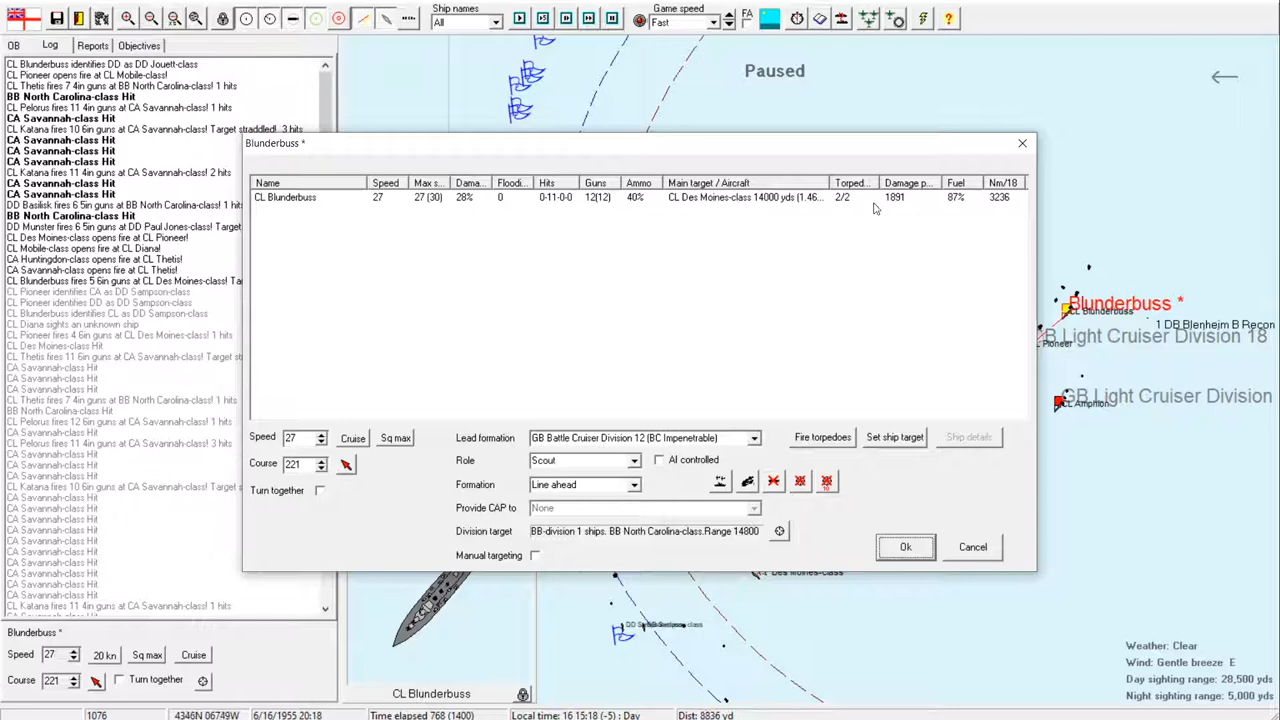 Ship names
All
Game speed
Fast
FA
OB Log Reports Objectives
CL Blunderbuss identifies DD as DD Jouett-class
CL Pioneer opens fire at CL Mobile-class!
CL Thetis fires 7 4in guns at BB North Carolina-class! 1 hits
BB North Carolina-class Hit
CL Pelorus fires 11 4in guns at CA Savannah-class! 1 hits
CA Savannah-class Hit
CL Katana fires 10 6in guns at CA Savannah-class! Target straddled! 3 hits
CA Savannah-class Hit
CA Savannah-class Hit
CA Savannah-class Hit
CL Katana fires 11 4in guns at CA Savannah-class! 2 hits
CA Savannah-class Hit
CA Savannah-class Hit
DD Basilisk fires 6 5in guns at BB North Carolina-class! 1 hits
BB North Carolina-class Hit
DD Munster fires 6 5in guns at DD Paul Jones-class! Target
CL Des Moines-class opens fire at CL Pioneer!
CL Mobile-class opens fire at CL Diana!
CA Huntingdon-class opens fire at CL Thetis!
CA Savannah-class opens fire at CL Thetis!
CL Blunderbuss fires 5 6in guns at CL Des Moines-class! Ta
CL Pioneer identifies CA as DD Sampson-class
CL Pioneer identifies DD as DD Sampson-class
CL Blunderbuss identifies DD as DD Sampson-class
CL Diana sights an unknown ship
CL Pioneer fires 4 6in guns at CL Des Moines-class! 1 hits
CL Des Moines-class Hit
CL Thetis fires 11 6in guns at CA Savannah-class! Target str
CA Savannah-class Hit
CA Savannah-class Hit
CA Savannah-class Hit
CL Thetis fires 7 4in guns at BB North Carolina-class! 1 hits
BB North Carolina-class Hit
CL Pelorus fires 12 6in guns at CA Savannah-class! 1 hits
CA Savannah-class Hit
CL Pelorus fires 11 4in guns at CA Savannah-class! 3 hits
CA Savannah-class Hit
CA Savannah-class Hit
CA Savannah-class Hit
CL Katana fires 10 6in guns at CA Savannah-class! Target st
CA Savannah-class Hit
CA Savannah-class Hit
CA Savannah-class Hit
CA Savannah-class Hit
CA Savannah-class Hit
CA Savannah-class Hit
CA Savannah-class Hit
CA Savannah-class Hit
CA Savannah-class Hit
CL Katana fires 11 4in guns at CA Savannah-class! 1 hits
Blunderbuss *
Speed 27 20 kn Sq max Cruise
Course 221 Turn together
Paused
Blunderbuss *
Name Speed Max s... Dama... Floodi... Hits Guns Ammo Main target / Aircraft Torped... Damage p... Fuel Nm/18
CL Blunderbuss 27 27 (30) 28% 0 0-11-0-0 12(12) 40% CL Des Moines-class 14000 yds (1.46... 2/2 1891 87% 3236
Speed 27 Cruise Sq max
Course 221
Turn together
Lead formation GB Battle Cruiser Division 12 (BC Impenetrable) Fire torpedoes Set ship target Ship details
Role Scout AI controlled
Formation Line ahead
Provide CAP to None
Division target BB-division 1 ships. BB North Carolina-class.Range 14800
Manual targeting
Ok Cancel
Blunderbuss *
CL Blunderbuss
1 DB Blenheim B Recon
B Light Cruiser Division 18
Pioneer
GB Light Cruiser Division
CL Amphion
Des Moines-class
CL Blunderbuss
Weather: Clear
Wind: Gentle breeze E
Day sighting range: 28,500 yds
Night sighting range: 5,000 yds
1076 4346N 06749W 6/16/1955 20:18 Time elapsed 768 (1400) Local time: 16 15:18 (-5) : Day Dist: 8836 yd